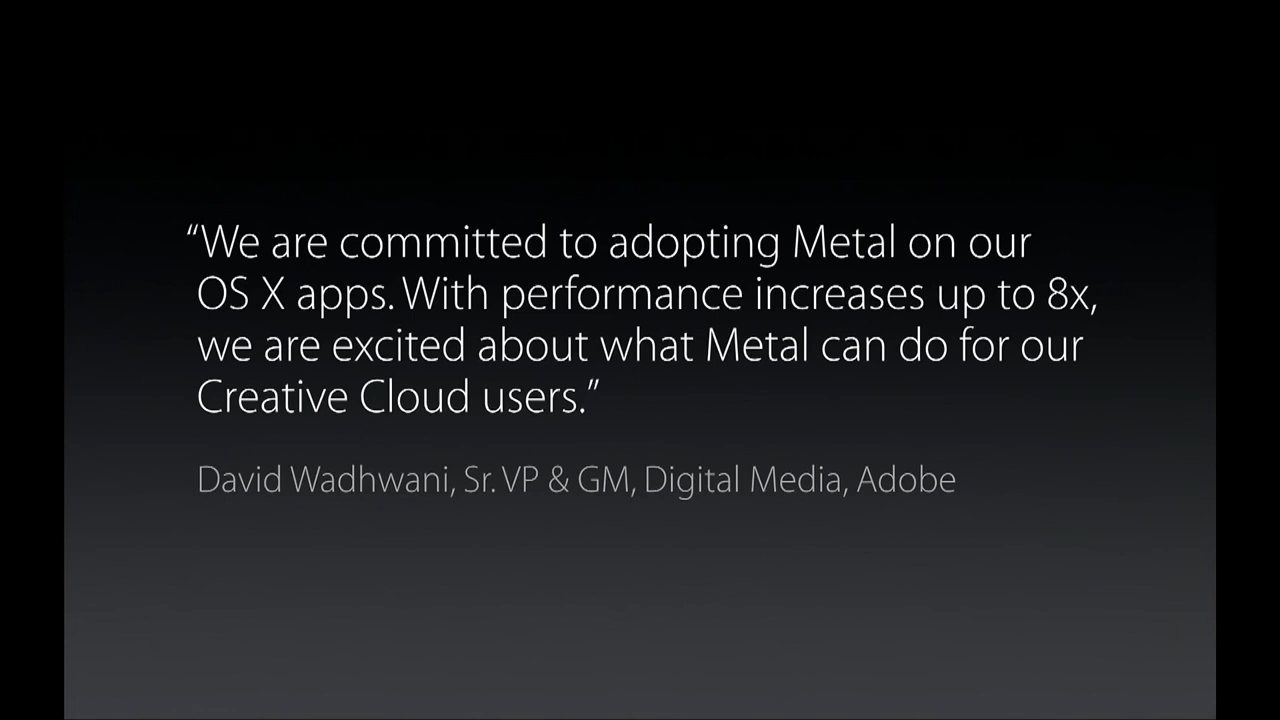 “We are committed to adopting Metal on our
OS X apps. With performance increases up to 8x,
we are excited about what Metal can do for our
Creative Cloud users.”
David Wadhwani, Sr. VP & GM, Digital Media, Adobe